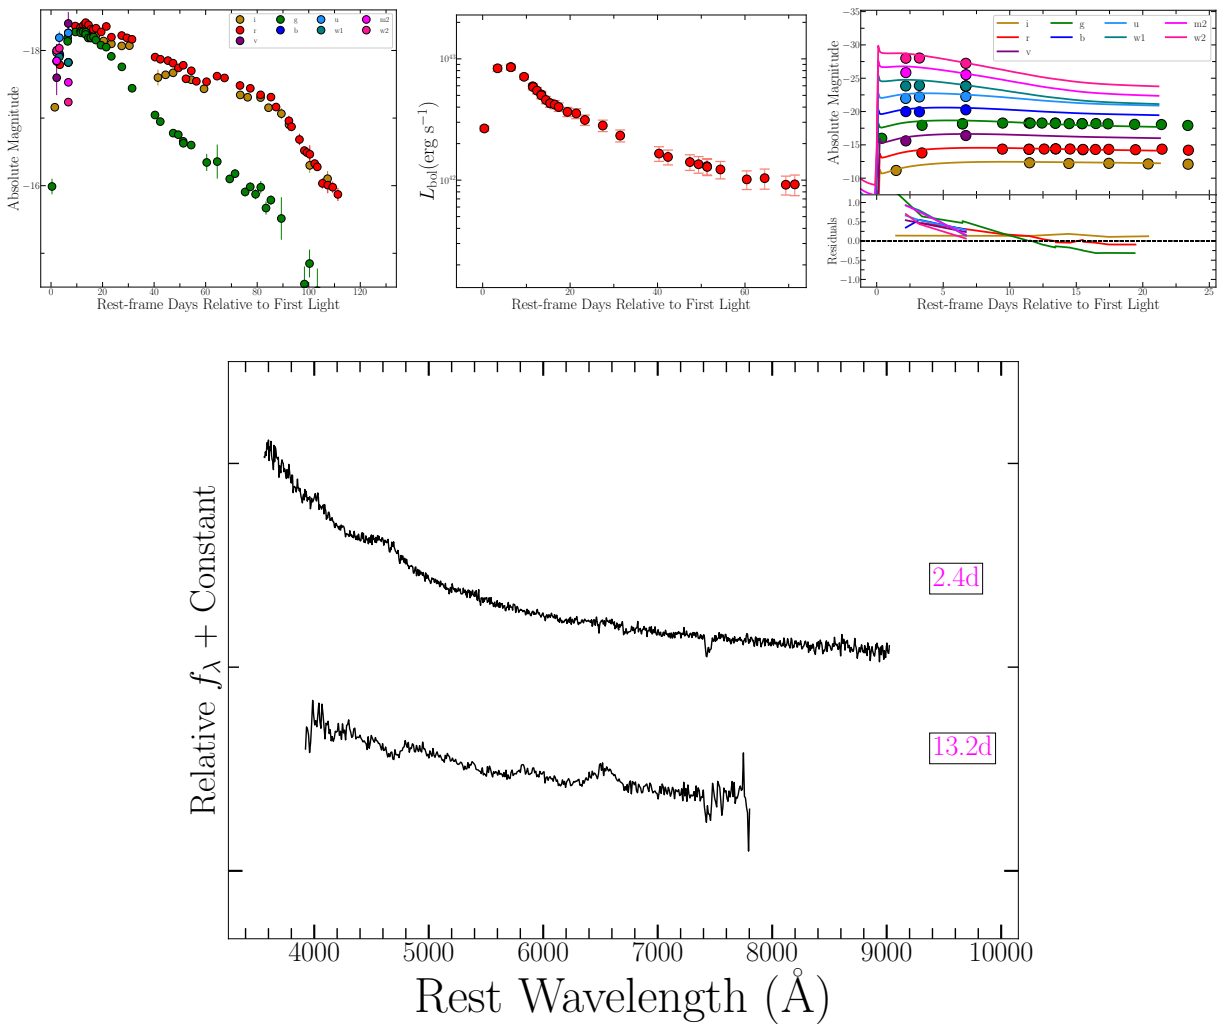 i g u m2
r b w1 w2
v
−18
−16
Absolute Magnitude
0 20 40 60 80 100 120
Rest-frame Days Relative to First Light
10⁴³
10⁴²
L_bol(erg s⁻¹)
0 20 40 60
Rest-frame Days Relative to First Light
i g u m2
r b w1 w2
v
−35
−30
−25
−20
−15
−10
Absolute Magnitude
1.0
0.5
0.0
−0.5
−1.0
Residuals
0 5 10 15 20 25
Rest-frame Days Relative to First Light
Relative f_λ + Constant
2.4d
13.2d
4000 5000 6000 7000 8000 9000 10000
Rest Wavelength (Å)